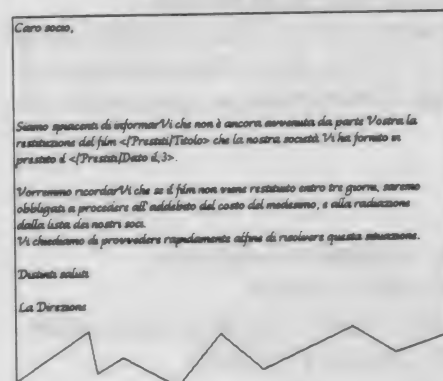 Caro socio,
Siamo spiacenti di informarVi che non è ancora avvenuta da parte Vostra la
restituzione del film <[Prestiti]Titolo> che la nostra società Vi ha fornito in
prestito il <[Prestiti]Dato il,3>.
Vorremmo ricordarVi che se il film non viene restituito entro tre giorni, saremo
obbligati a procedere all'addebito del costo del medesimo, e alla radiazione
dalla lista dei nostri soci.
Vi chiediamo di provvedere rapidamente affine di risolvere questa situazione.
Distinti saluti
La Direzione